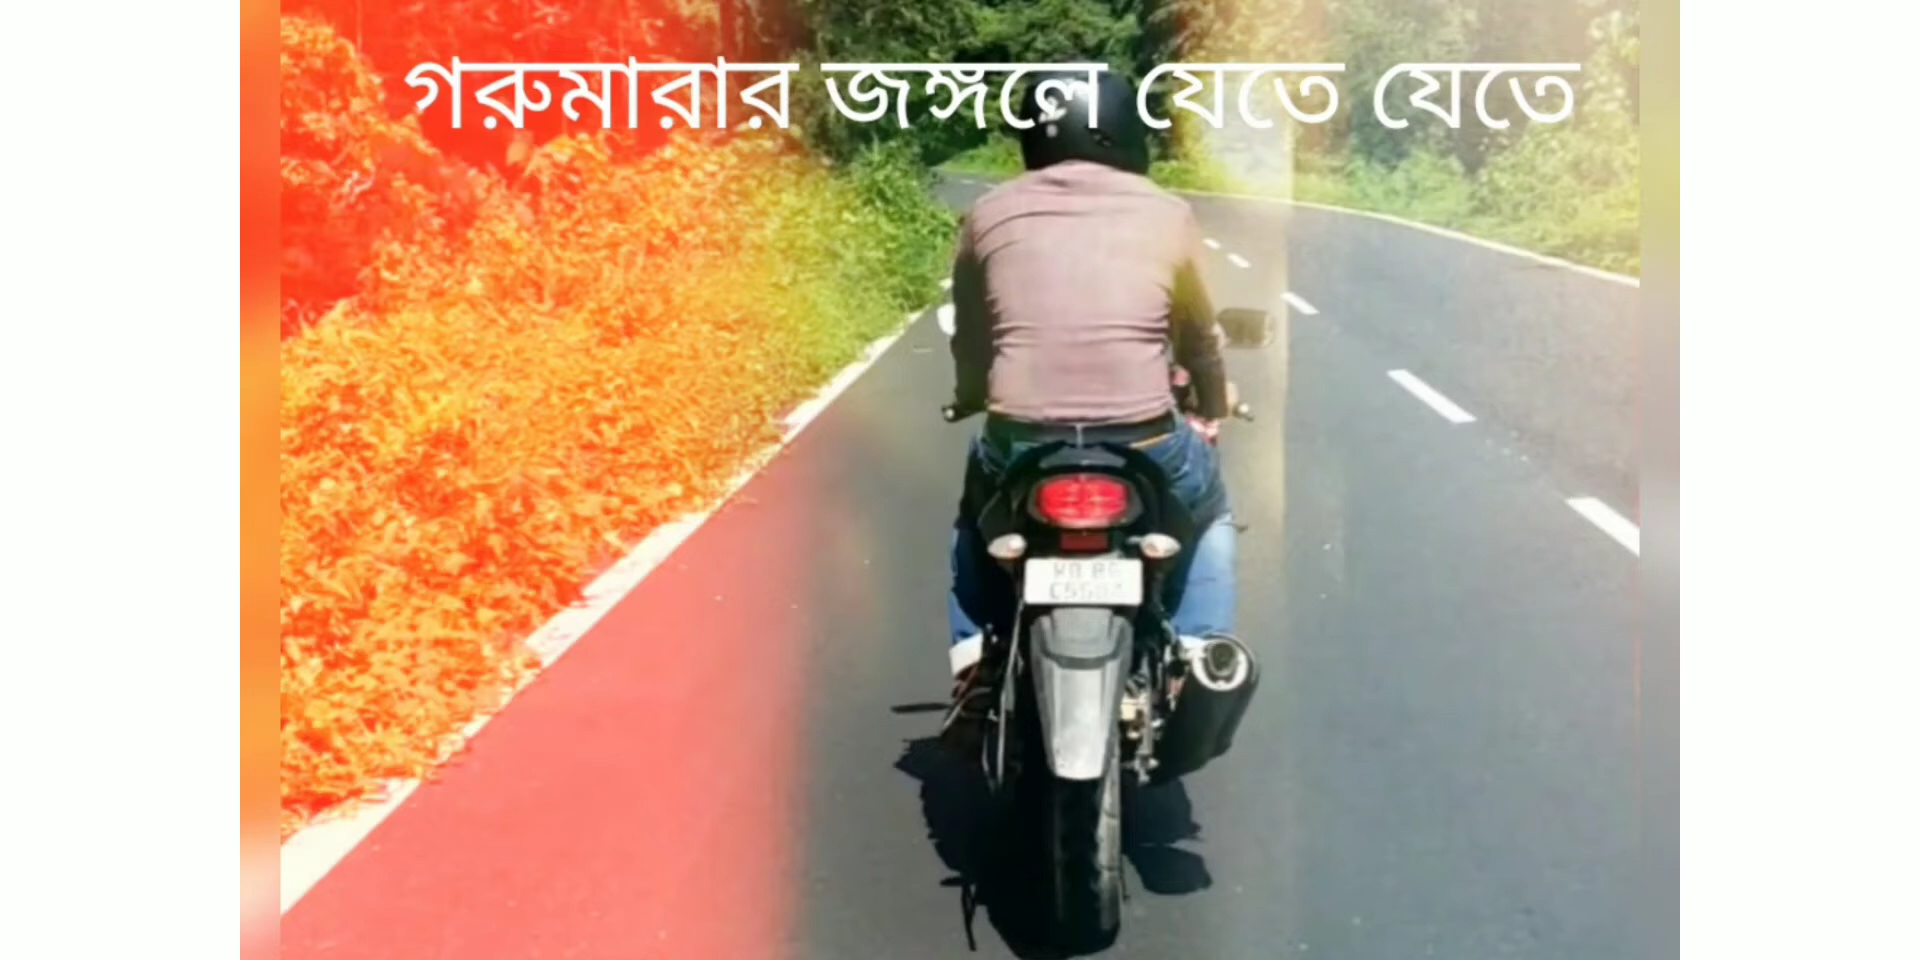 গরুমারার জঙ্গলে যেতে যেতে